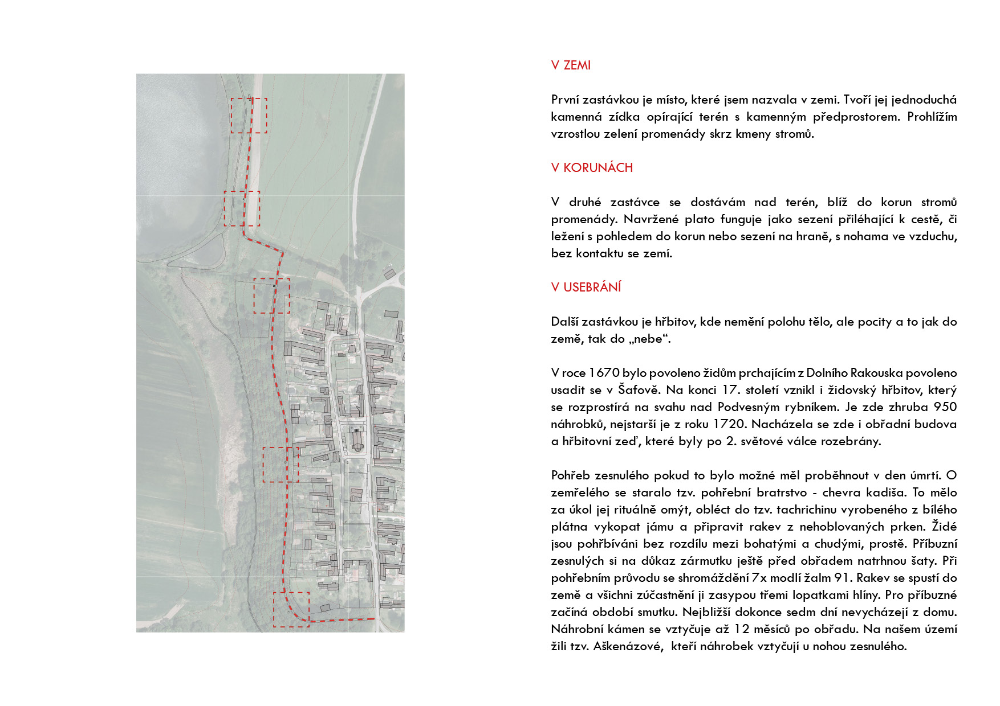 V ZEMI
První zastávkou je místo, které jsem nazvala v zemi. Tvoří jej jednoduchá
kamenná zídka opírající terén s kamenným předprostorem. Prohlížím
vzrostlou zelení promenády skrz kmeny stromů.
V KORUNÁCH
V druhé zastávce se dostávám nad terén, blíž do korun stromů
promenády. Navržené plato funguje jako sezení přiléhající k cestě, či
ležení s pohledem do korun nebo sezení na hraně, s nohama ve vzduchu,
bez kontaktu se zemí.
V USEBRÁNÍ
Další zastávkou je hřbitov, kde nemění polohu tělo, ale pocity a to jak do
země, tak do „nebe“.
V roce 1670 bylo povoleno židům prchajícím z Dolního Rakouska povoleno
usadit se v Šafově. Na konci 17. století vznikl i židovský hřbitov, který
se rozprostírá na svahu nad Podvesným rybníkem. Je zde zhruba 950
náhrobků, nejstarší je z roku 1720. Nacházela se zde i obřadní budova
a hřbitovní zeď, které byly po 2. světové válce rozebrány.
Pohřeb zesnulého pokud to bylo možné měl proběhnout v den úmrtí. O
zemřelého se staralo tzv. pohřební bratrstvo - chevra kadiša. To mělo
za úkol jej rituálně omýt, obléct do tzv. tachrichinu vyrobeného z bílého
plátna vykopat jámu a připravit rakev z nehoblovaných prken. Židé
jsou pohřbíváni bez rozdílu mezi bohatými a chudými, prostě. Příbuzní
zesnulých si na důkaz zármutku ještě před obřadem natrhnou šaty. Při
pohřebním průvodu se shromáždění 7x modlí žalm 91. Rakev se spustí do
země a všichni zúčastnění ji zasypou třemi lopatkami hlíny. Pro příbuzné
začíná období smutku. Nejbližší dokonce sedm dní nevycházejí z domu.
Náhrobní kámen se vztyčuje až 12 měsíců po obřadu. Na našem území
žili tzv. Aškenázové,  kteří náhrobek vztyčují u nohou zesnulého.